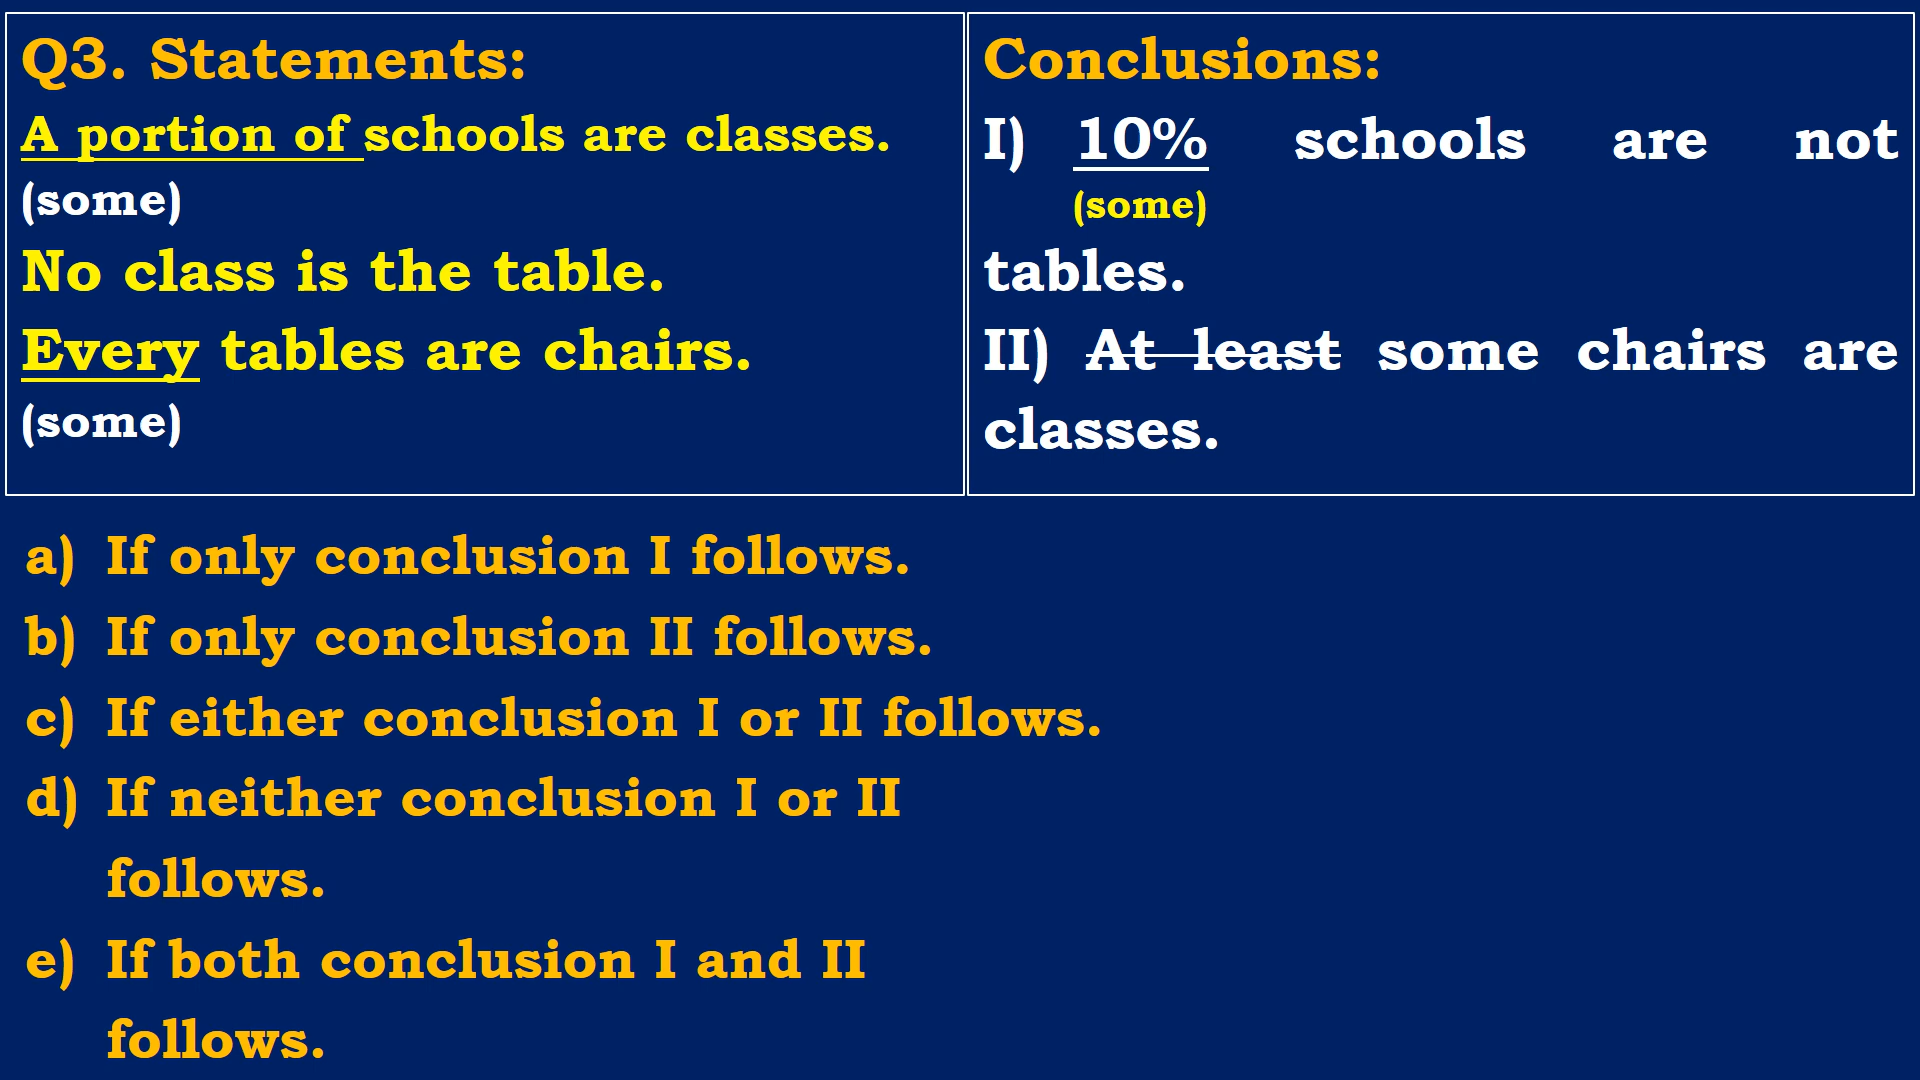 Q3. Statements:
A portion of schools are classes.
(some)
No class is the table.
Every tables are chairs.
(some)
Conclusions:
I) 10% schools are not
(some)
tables.
II) At least some chairs are
classes.
a) If only conclusion I follows.
b) If only conclusion II follows.
c) If either conclusion I or II follows.
d) If neither conclusion I or II
follows.
e) If both conclusion I and II
follows.